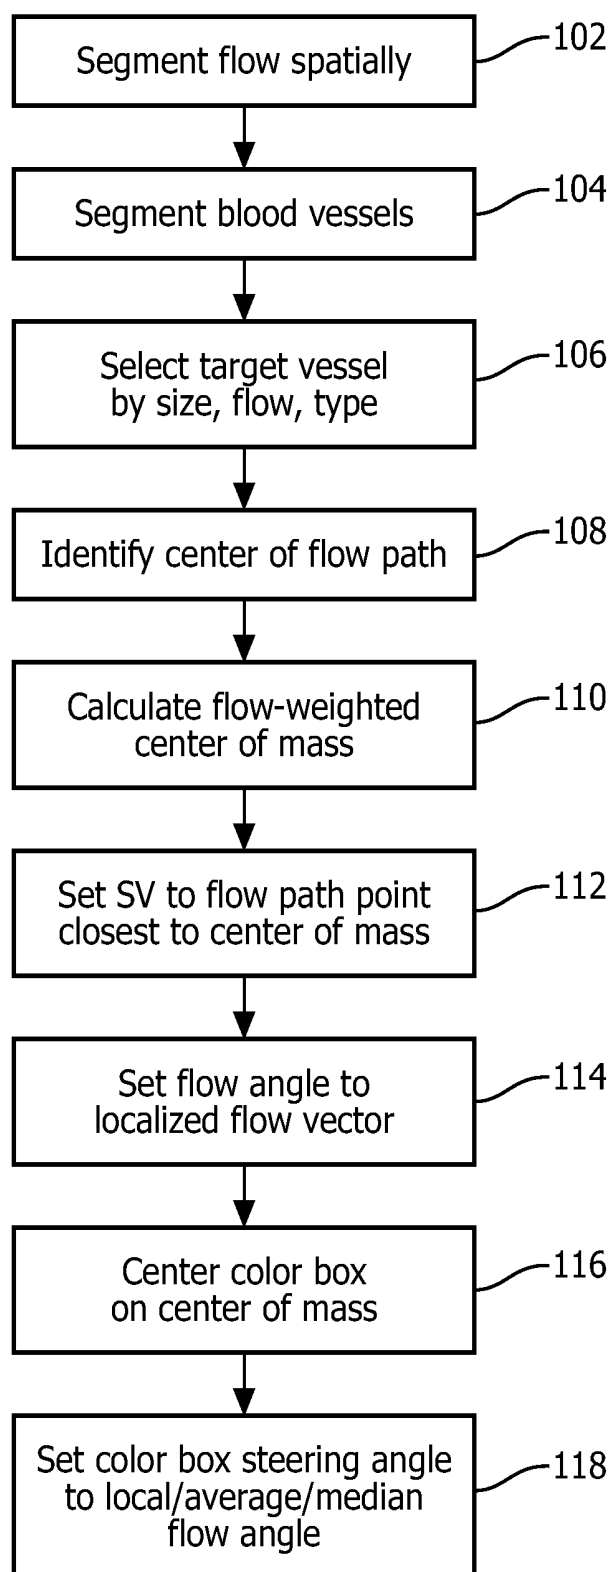 Segment flow spatially
102
Segment blood vessels
104
Select target vessel
by size, flow, type
106
Identify center of flow path
108
Calculate flow-weighted
center of mass
110
Set SV to flow path point
closest to center of mass
112
Set flow angle to
localized flow vector
114
Center color box
on center of mass
116
Set color box steering angle
to local/average/median
flow angle
118